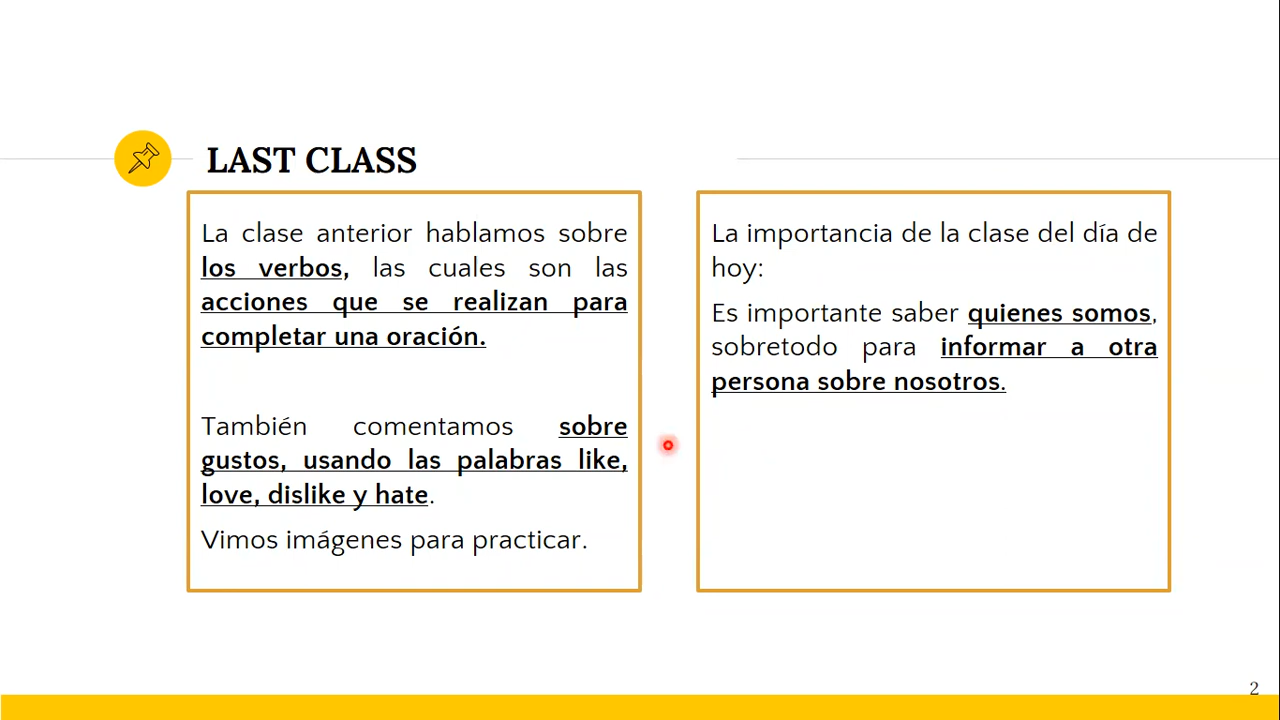 LAST CLASS
La clase anterior hablamos sobre
los verbos, las cuales son las
acciones que se realizan para
completar una oración.
También comentamos sobre
gustos, usando las palabras like,
love, dislike y hate.
Vimos imágenes para practicar.
La importancia de la clase del día de
hoy:
Es importante saber quienes somos,
sobretodo para informar a otra
persona sobre nosotros.
2